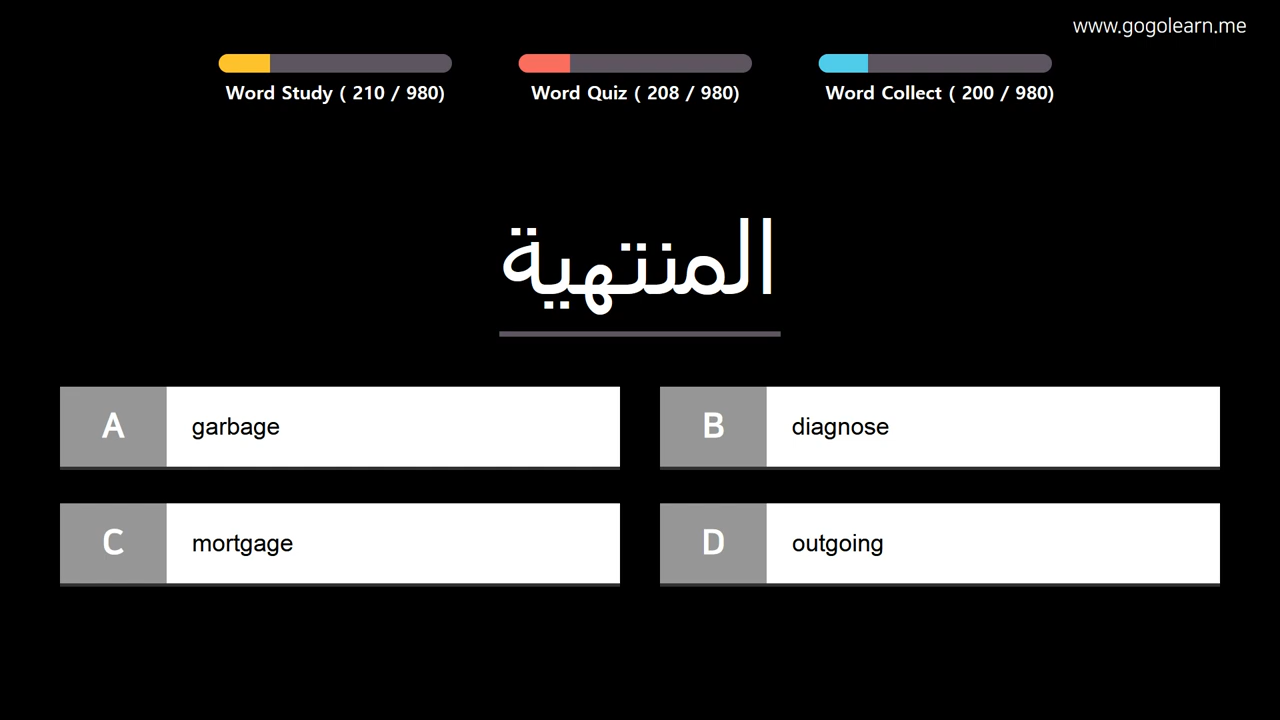 www.gogolearn.me
Word Study ( 210 / 980)
Word Quiz ( 208 / 980)
Word Collect ( 200 / 980)
المنتهية
A garbage
B diagnose
C mortgage
D outgoing